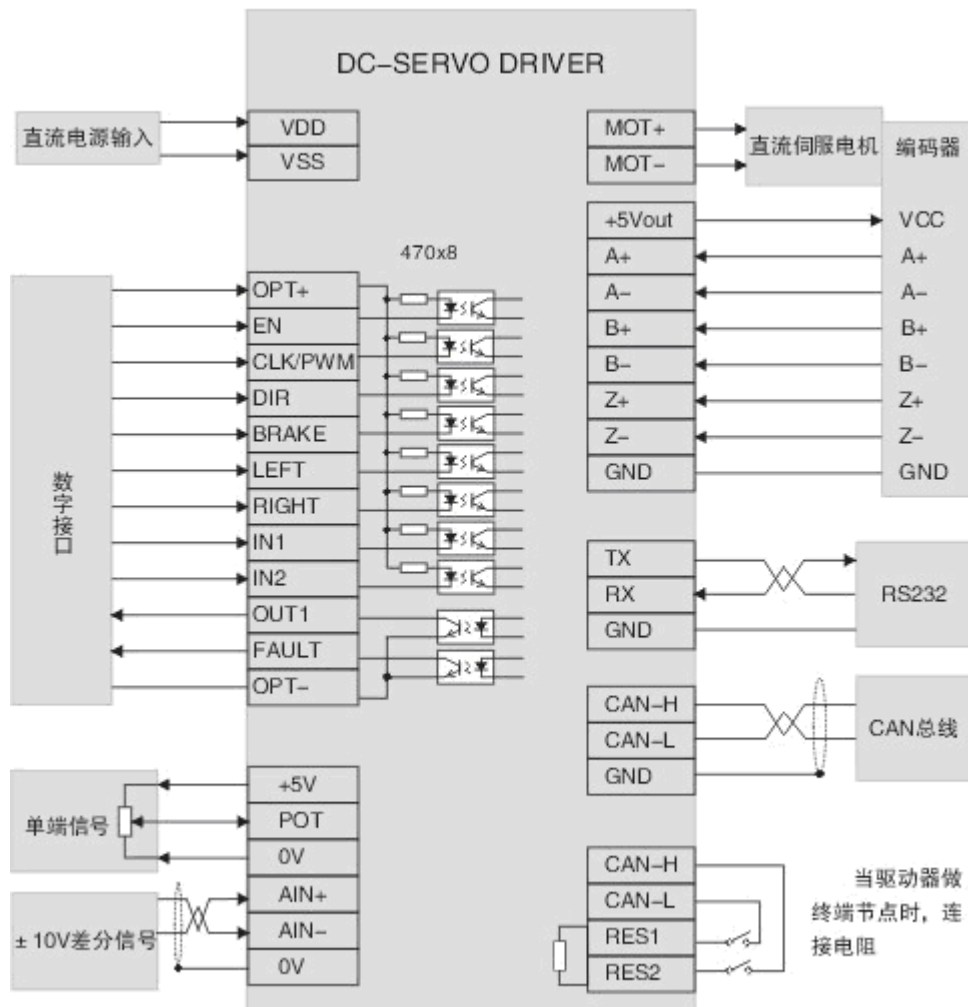 DC-SERVO DRIVER
直流电源输入
VDD
VSS
MOT+
MOT-
直流伺服电机
编码器
+5Vout
A+
A-
B+
B-
Z+
Z-
GND
VCC
A+
A-
B+
B-
Z+
Z-
GND
470x8
数字接口
OPT+
EN
CLK/PWM
DIR
BRAKE
LEFT
RIGHT
IN1
IN2
OUT1
FAULT
OPT-
TX
RX
GND
RS232
CAN-H
CAN-L
GND
CAN总线
单端信号
+5V
POT
0V
±10V差分信号
AIN+
AIN-
0V
CAN-H
CAN-L
RES1
RES2
当驱动器做
终端节点时，连
接电阻